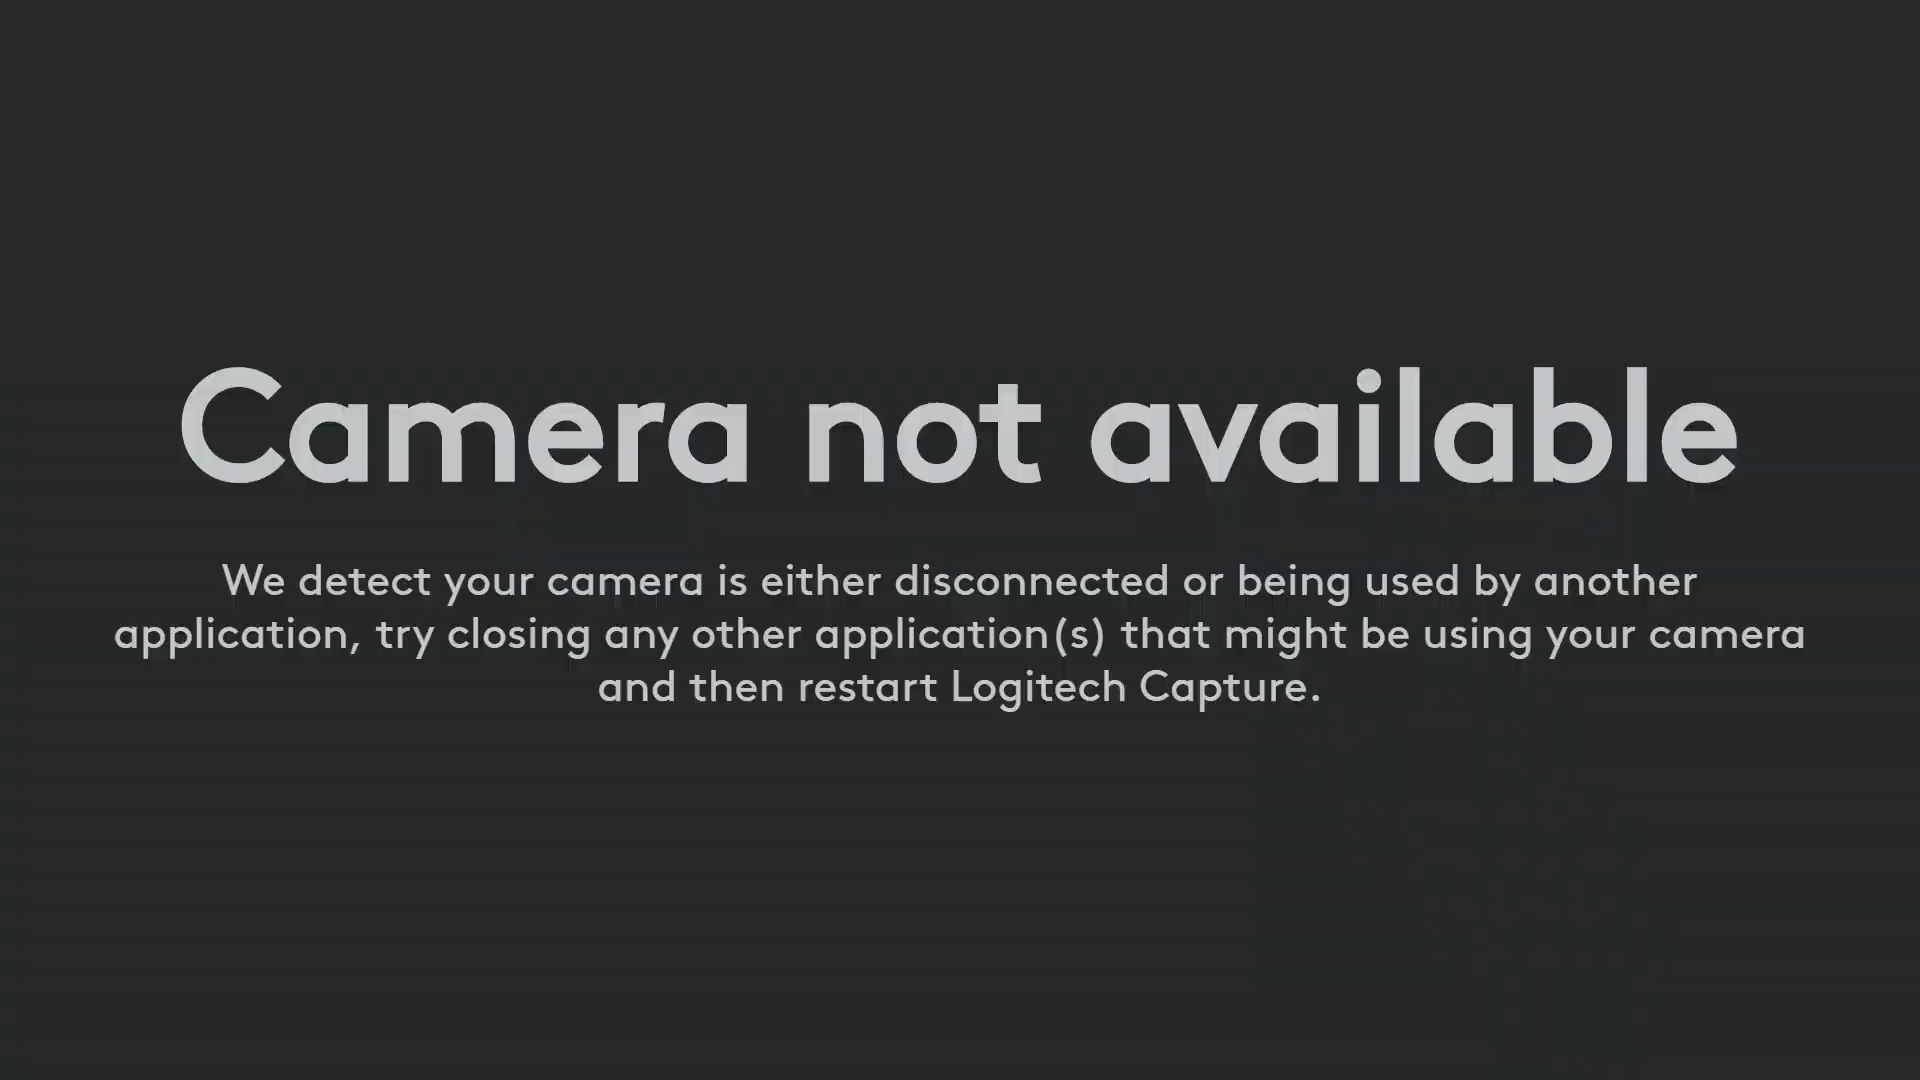 Camera not available
We detect your camera is either disconnected or being used by another
application, try closing any other application(s) that might be using your camera
and then restart Logitech Capture.